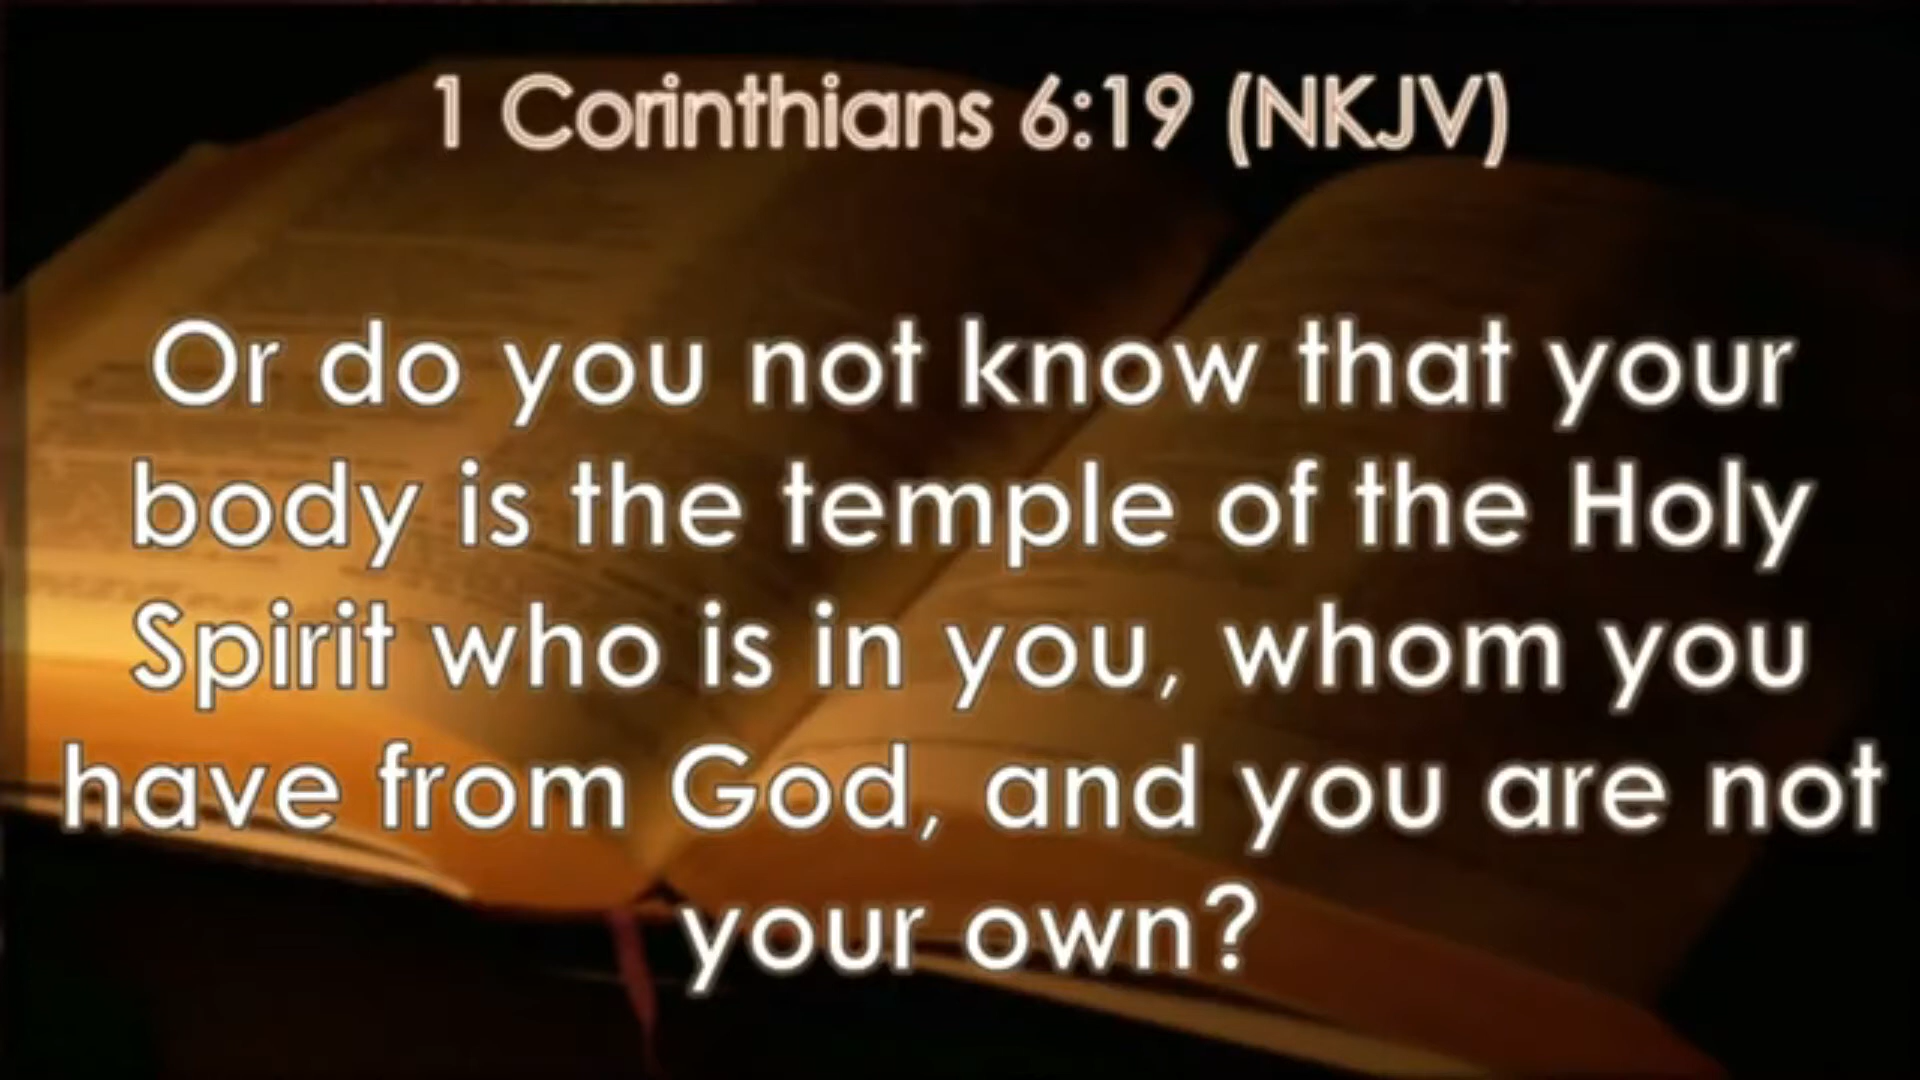 1 Corinthians 6:19 (NKJV)
Or do you not know that your
body is the temple of the Holy
Spirit who is in you, whom you
have from God, and you are not
your own?